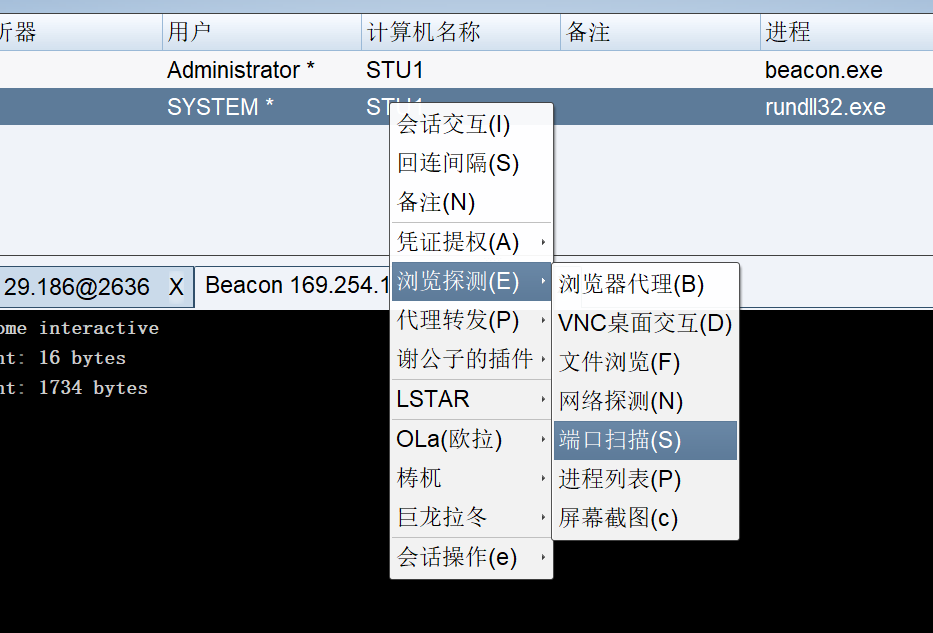 听器 用户 计算机名称 备注 进程
Administrator * STU1 beacon.exe
SYSTEM * STU1 rundll32.exe
会话交互(I)
回连间隔(S)
备注(N)
凭证提权(A)
浏览探测(E)
代理转发(P)
谢公子的插件
LSTAR
OLa(欧拉)
梼杌
巨龙拉冬
会话操作(e)
浏览器代理(B)
VNC桌面交互(D)
文件浏览(F)
网络探测(N)
端口扫描(S)
进程列表(P)
屏幕截图(c)
29.186@2636 X Beacon 169.254.1
ome interactive
nt: 16 bytes
nt: 1734 bytes